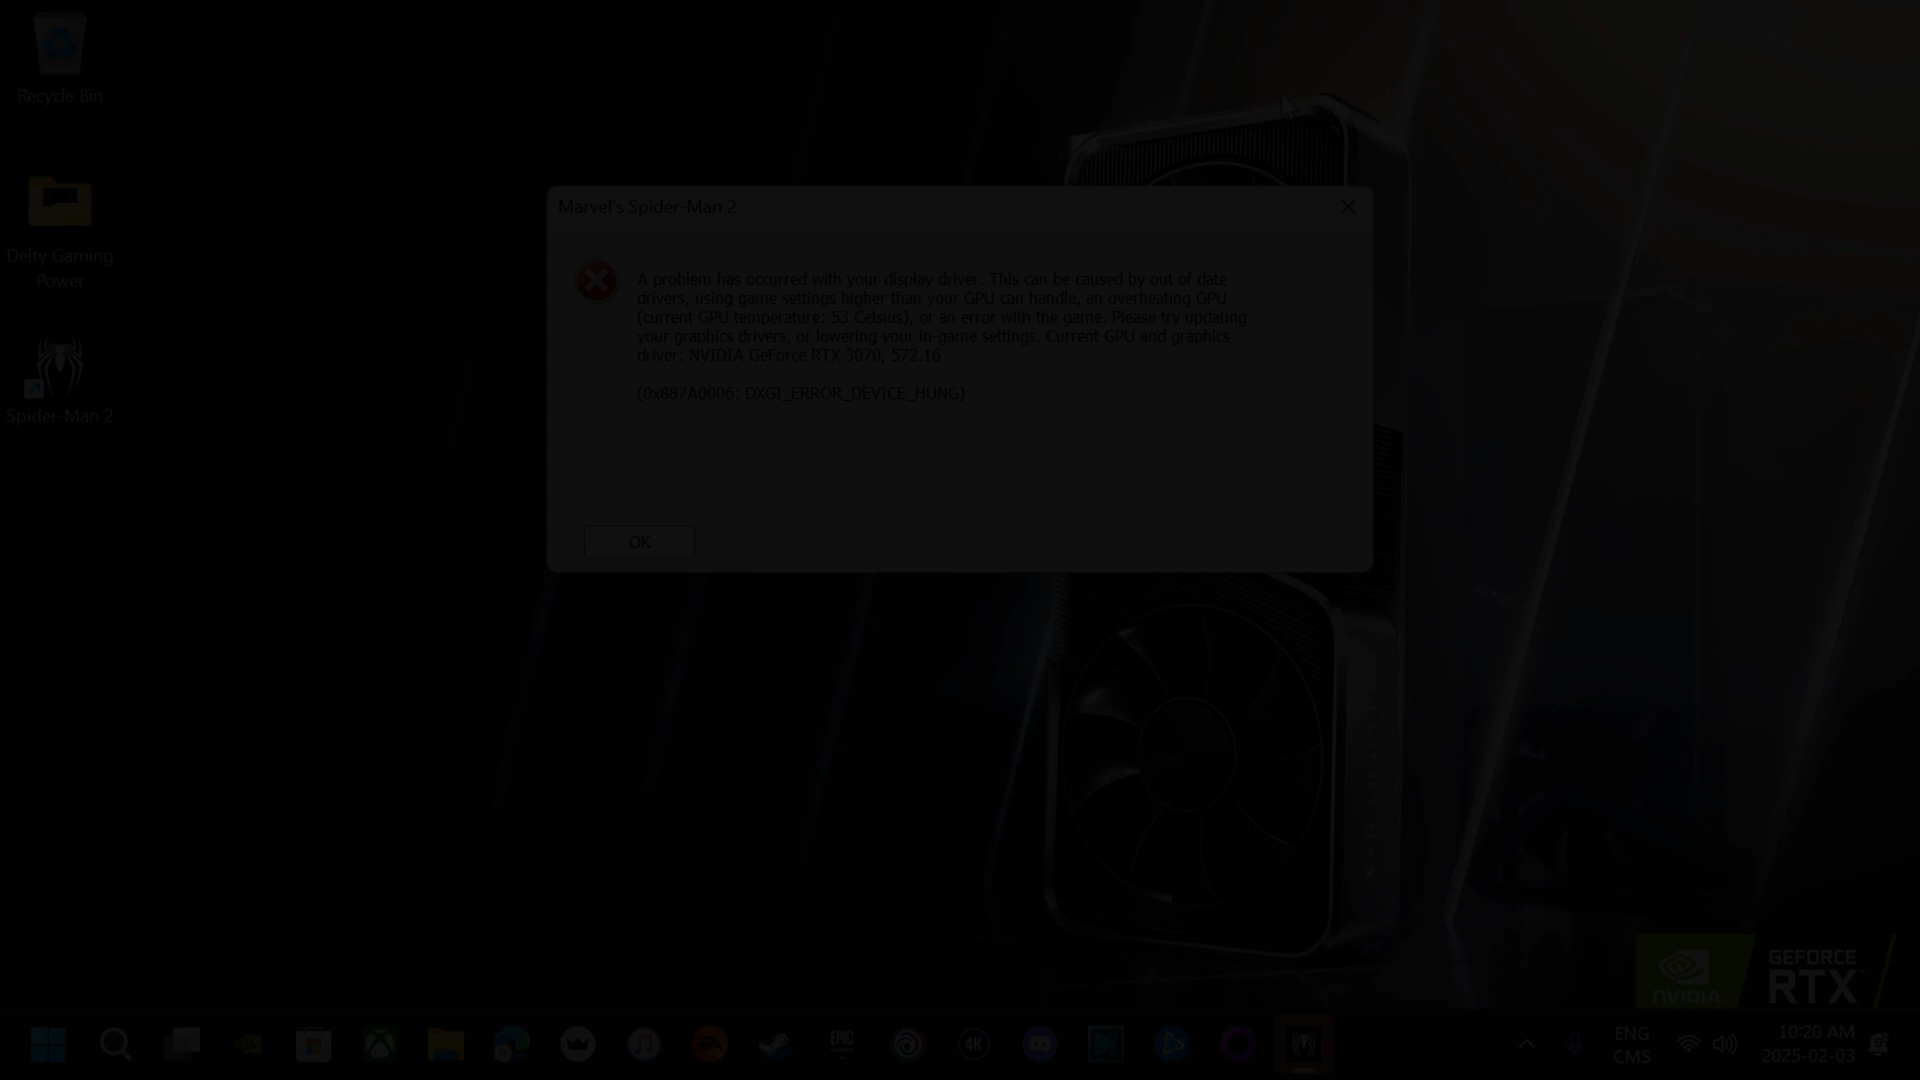 Recycle Bin
Deity Gaming
Power
Spider-Man 2
Marvel's Spider-Man 2
A problem has occurred with your display driver. This can be caused by out of date
drivers, using game settings higher than your GPU can handle, an overheating GPU
(current GPU temperature: 53 Celsius), or an error with the game. Please try updating
your graphics drivers, or lowering your in-game settings. Current GPU and graphics
driver: NVIDIA GeForce RTX 3070, 572.16
(0x887A0006: DXGI_ERROR_DEVICE_HUNG)
OK
NVIDIA
GEFORCE
RTX
EA
EPIC
4K
ENG
CMS
10:20 AM
2025-02-03